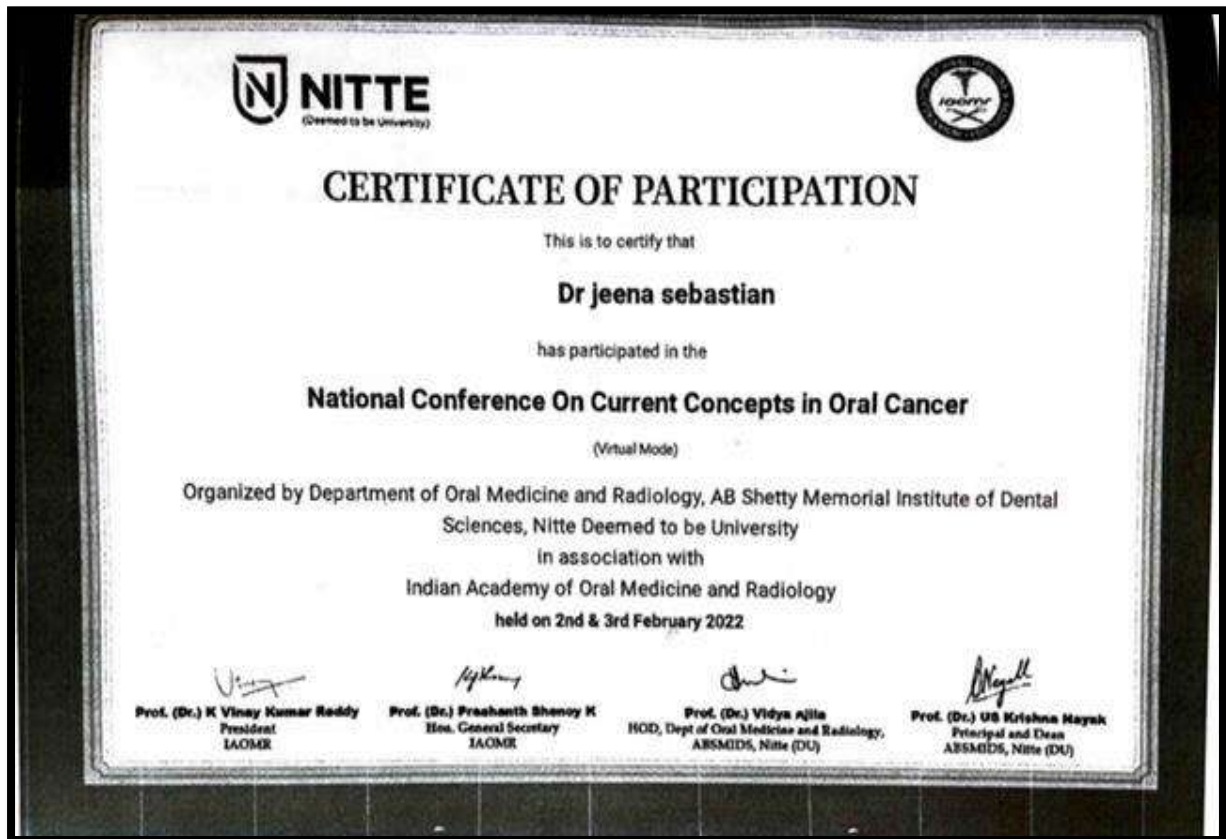 NITTE
(Deemed to be University)
iaomr
CERTIFICATE OF PARTICIPATION
This is to certify that
Dr jeena sebastian
has participated in the
National Conference On Current Concepts in Oral Cancer
(Virtual Mode)
Organized by Department of Oral Medicine and Radiology, AB Shetty Memorial Institute of Dental
Sciences, Nitte Deemed to be University
in association with
Indian Academy of Oral Medicine and Radiology
held on 2nd & 3rd February 2022
Prof. (Dr.) K Vinay Kumar Reddy
President
IAOMR
Prof. (Dr.) Prashanth Shenoy K
Hon. General Secretary
IAOMR
Prof. (Dr.) Vidya Ajila
HOD, Dept of Oral Medicine and Radiology,
ABSMIDS, Nitte (DU)
Prof. (Dr.) US Krishna Nayak
Principal and Dean
ABSMIDS, Nitte (DU)